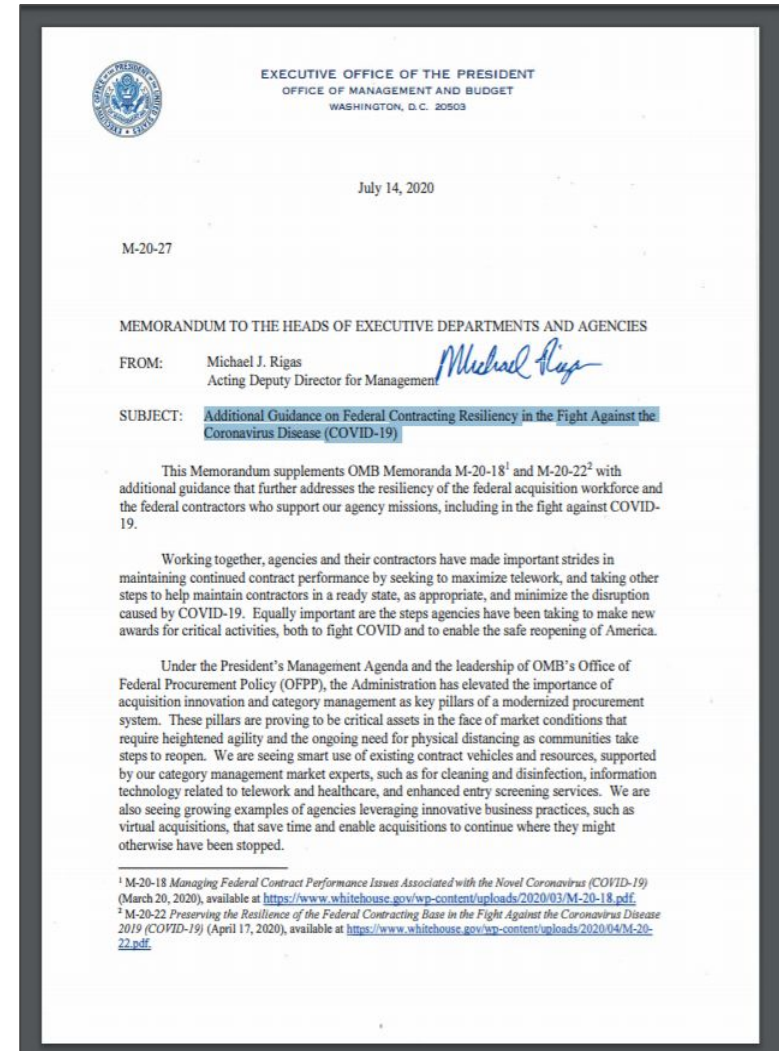 EXECUTIVE OFFICE OF THE PRESIDENT
OFFICE OF MANAGEMENT AND BUDGET
WASHINGTON, D.C. 20503
July 14, 2020
M-20-27
MEMORANDUM TO THE HEADS OF EXECUTIVE DEPARTMENTS AND AGENCIES
FROM: Michael J. Rigas
Acting Deputy Director for Management
SUBJECT: Additional Guidance on Federal Contracting Resiliency in the Fight Against the
Coronavirus Disease (COVID-19)
This Memorandum supplements OMB Memoranda M-20-18¹ and M-20-22² with
additional guidance that further addresses the resiliency of the federal acquisition workforce and
the federal contractors who support our agency missions, including in the fight against COVID-
19.
Working together, agencies and their contractors have made important strides in
maintaining continued contract performance by seeking to maximize telework, and taking other
steps to help maintain contractors in a ready state, as appropriate, and minimize the disruption
caused by COVID-19. Equally important are the steps agencies have been taking to make new
awards for critical activities, both to fight COVID and to enable the safe reopening of America.
Under the President's Management Agenda and the leadership of OMB's Office of
Federal Procurement Policy (OFPP), the Administration has elevated the importance of
acquisition innovation and category management as key pillars of a modernized procurement
system. These pillars are proving to be critical assets in the face of market conditions that
require heightened agility and the ongoing need for physical distancing as communities take
steps to reopen. We are seeing smart use of existing contract vehicles and resources, supported
by our category management market experts, such as for cleaning and disinfection, information
technology related to telework and healthcare, and enhanced entry screening services. We are
also seeing growing examples of agencies leveraging innovative business practices, such as
virtual acquisitions, that save time and enable acquisitions to continue where they might
otherwise have been stopped.
¹ M-20-18 Managing Federal Contract Performance Issues Associated with the Novel Coronavirus (COVID-19)
(March 20, 2020), available at https://www.whitehouse.gov/wp-content/uploads/2020/03/M-20-18.pdf.
² M-20-22 Preserving the Resilience of the Federal Contracting Base in the Fight Against the Coronavirus Disease
2019 (COVID-19) (April 17, 2020), available at https://www.whitehouse.gov/wp-content/uploads/2020/04/M-20-
22.pdf.